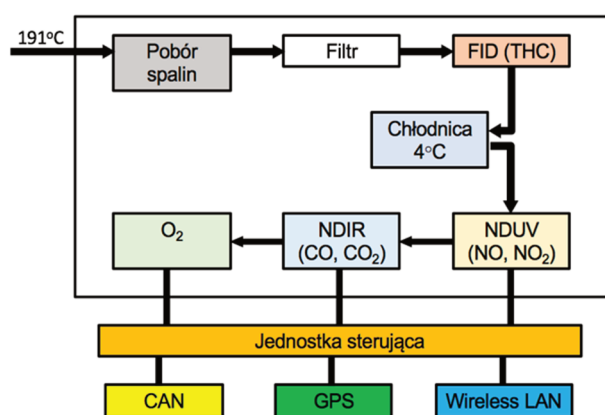 191°C
Pobór
spalin
Filtr
FID (THC)
Chłodnica
4°C
O₂
NDIR
(CO, CO₂)
NDUV
(NO, NO₂)
Jednostka sterująca
CAN
GPS
Wireless LAN